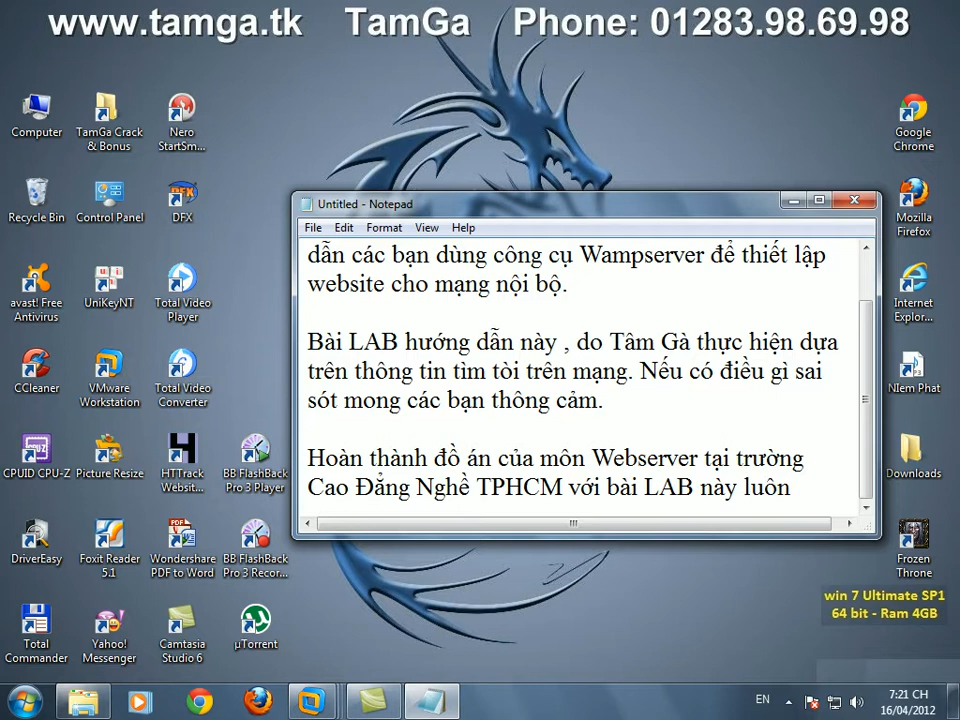 www.tamga.tk TamGa Phone: 01283.98.69.98
Computer
TamGa Crack & Bonus
Nero StartSm...
Google Chrome
Recycle Bin
Control Panel
DFX
Mozilla Firefox
avast! Free Antivirus
UniKeyNT
Total Video Player
Internet Explor...
CCleaner
VMware Workstation
Total Video Converter
NIem Phat
CPUID CPU-Z
Picture Resize
HTTrack Websit...
BB FlashBack Pro 3 Player
Downloads
DriverEasy
Foxit Reader 5.1
Wondershare PDF to Word
BB FlashBack Pro 3 Recor...
Frozen Throne
Total Commander
Yahoo! Messenger
Camtasia Studio 6
µTorrent
Untitled - Notepad
File Edit Format View Help
dẫn các bạn dùng công cụ Wampserver để thiết lập
website cho mạng nội bộ.
Bài LAB hướng dẫn này , do Tâm Gà thực hiện dựa
trên thông tin tìm tòi trên mạng. Nếu có điều gì sai
sót mong các bạn thông cảm.
Hoàn thành đồ án của môn Webserver tại trường
Cao Đẳng Nghề TPHCM với bài LAB này luôn
win 7 Ultimate SP1
64 bit - Ram 4GB
EN
7:21 CH
16/04/2012